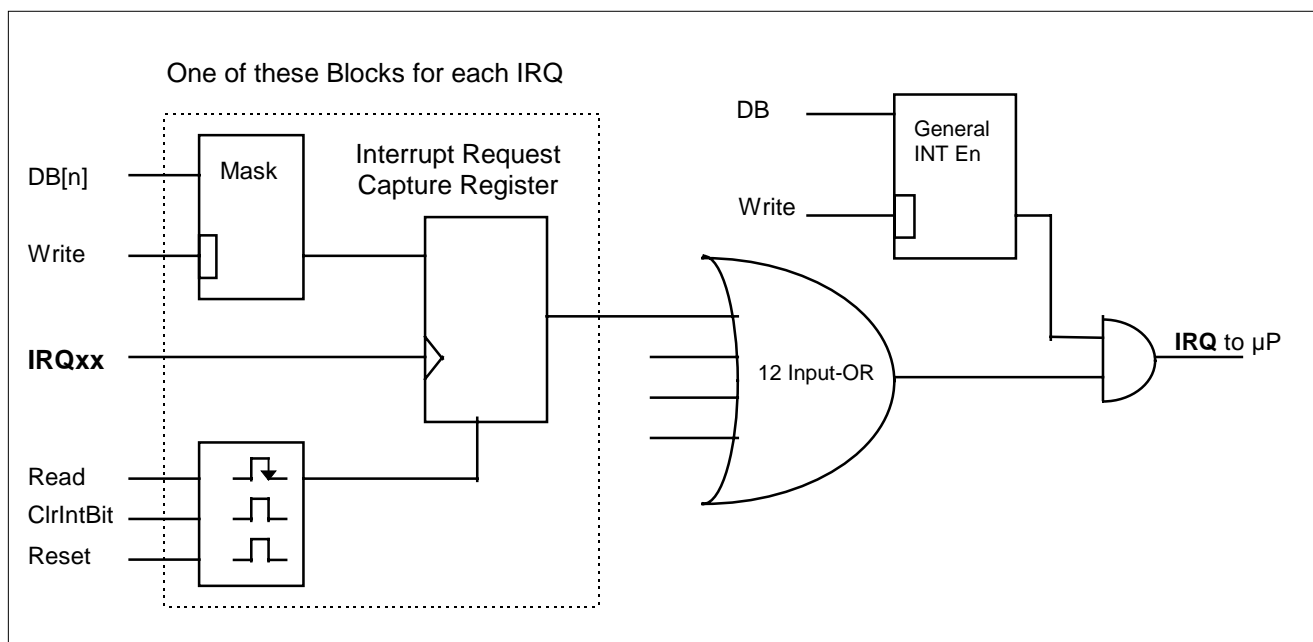 One of these Blocks for each IRQ
DB[n]
Mask
Interrupt Request
Capture Register
Write
IRQxx
Read
ClrIntBit
Reset
DB
General
INT En
Write
12 Input-OR
IRQ to µP